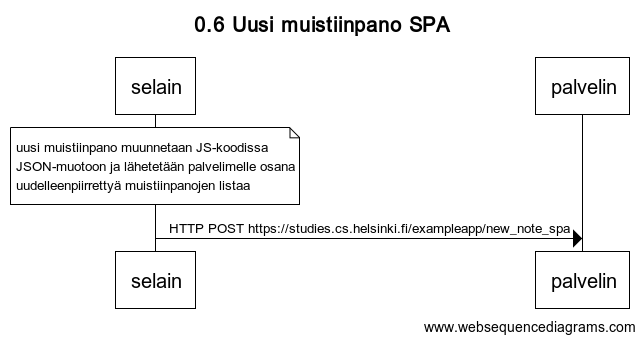 0.6 Uusi muistiinpano SPA
selain
palvelin
uusi muistiinpano muunnetaan JS-koodissa
JSON-muotoon ja lähetetään palvelimelle osana
uudelleenpiirrettyä muistiinpanojen listaa
HTTP POST https://studies.cs.helsinki.fi/exampleapp/new_note_spa
selain
palvelin
www.websequencediagrams.com